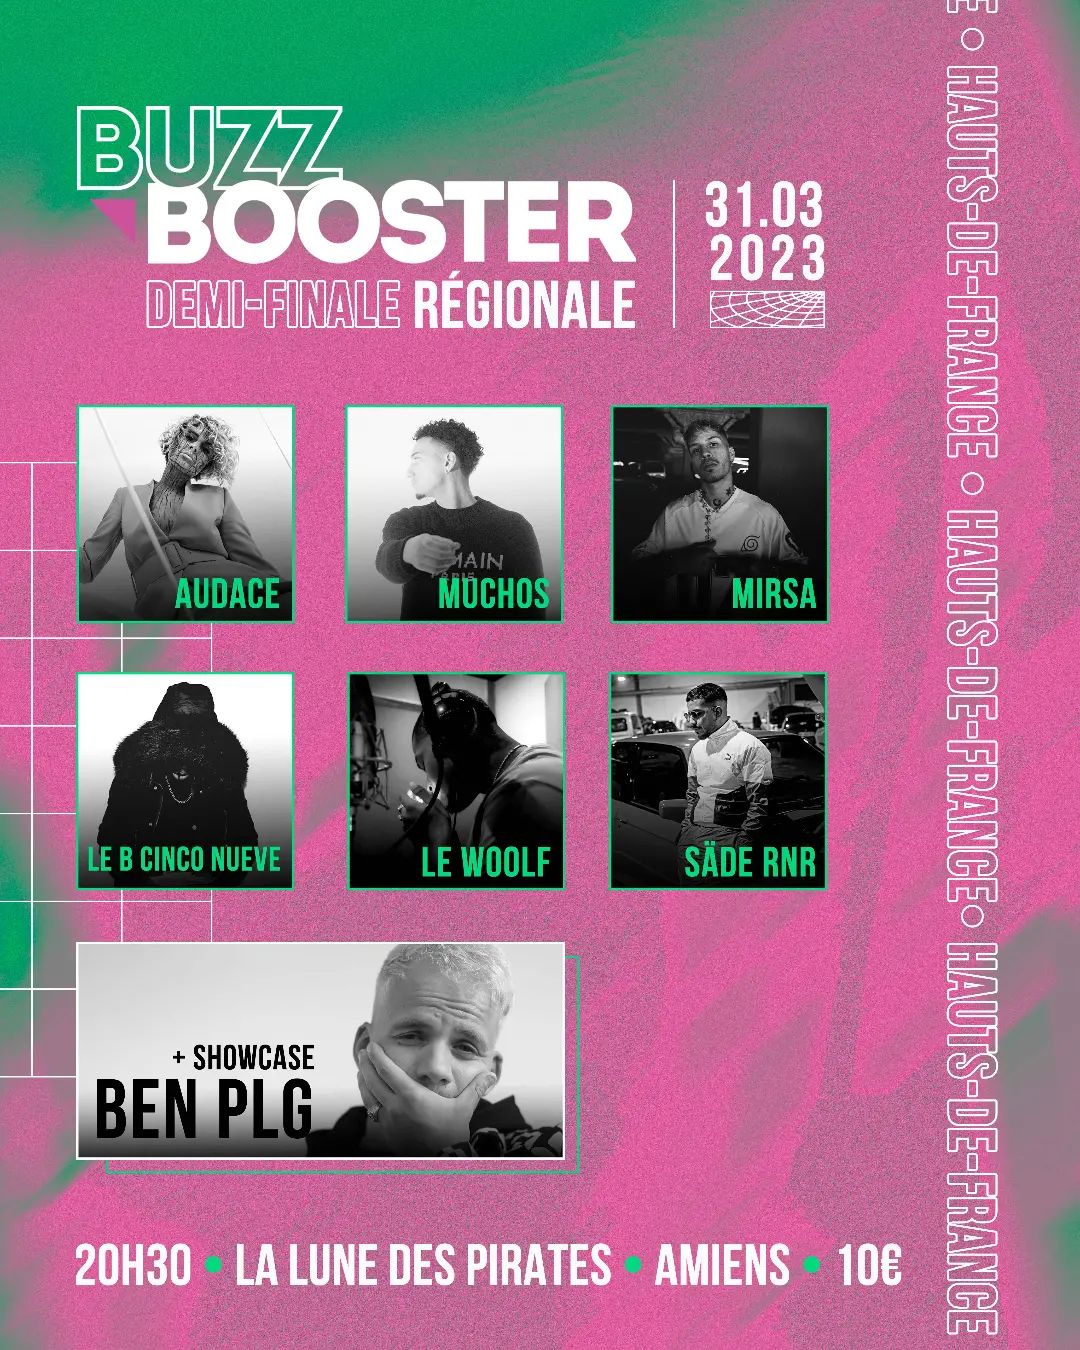 BUZZ
BOOSTER
DEMI-FINALE RÉGIONALE
31.03
2023
AUDACE
MUCHOS
MIRSA
LE B CINCO NUEVE
LE WOOLF
SÄDE RNR
+ SHOWCASE
BEN PLG
20H30 • LA LUNE DES PIRATES • AMIENS • 10€
HAUTS-DE-FRANCE ○ HAUTS-DE-FRANCE ○ HAUTS-DE-FRANCE